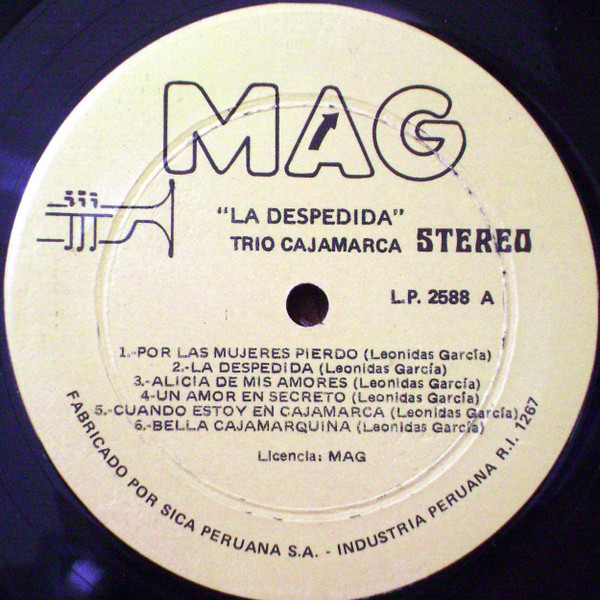 MAG
"LA DESPEDIDA"
TRIO CAJAMARCA STEREO
L.P. 2588 A
1.-POR LAS MUJERES PIERDO (Leonidas García)
2.-LA DESPEDIDA (Leonidas García)
3.-ALICIA DE MIS AMORES (Leonidas García)
4-UN AMOR EN SECRETO (Leonidas García)
5.-CUANDO ESTOY EN CAJAMARCA (Leonidas García)
6.-BELLA CAJAMARQUINA (Leonidas García)
Licencia: MAG
FABRICADO POR SICA PERUANA S.A. - INDUSTRIA PERUANA R.I. 1267